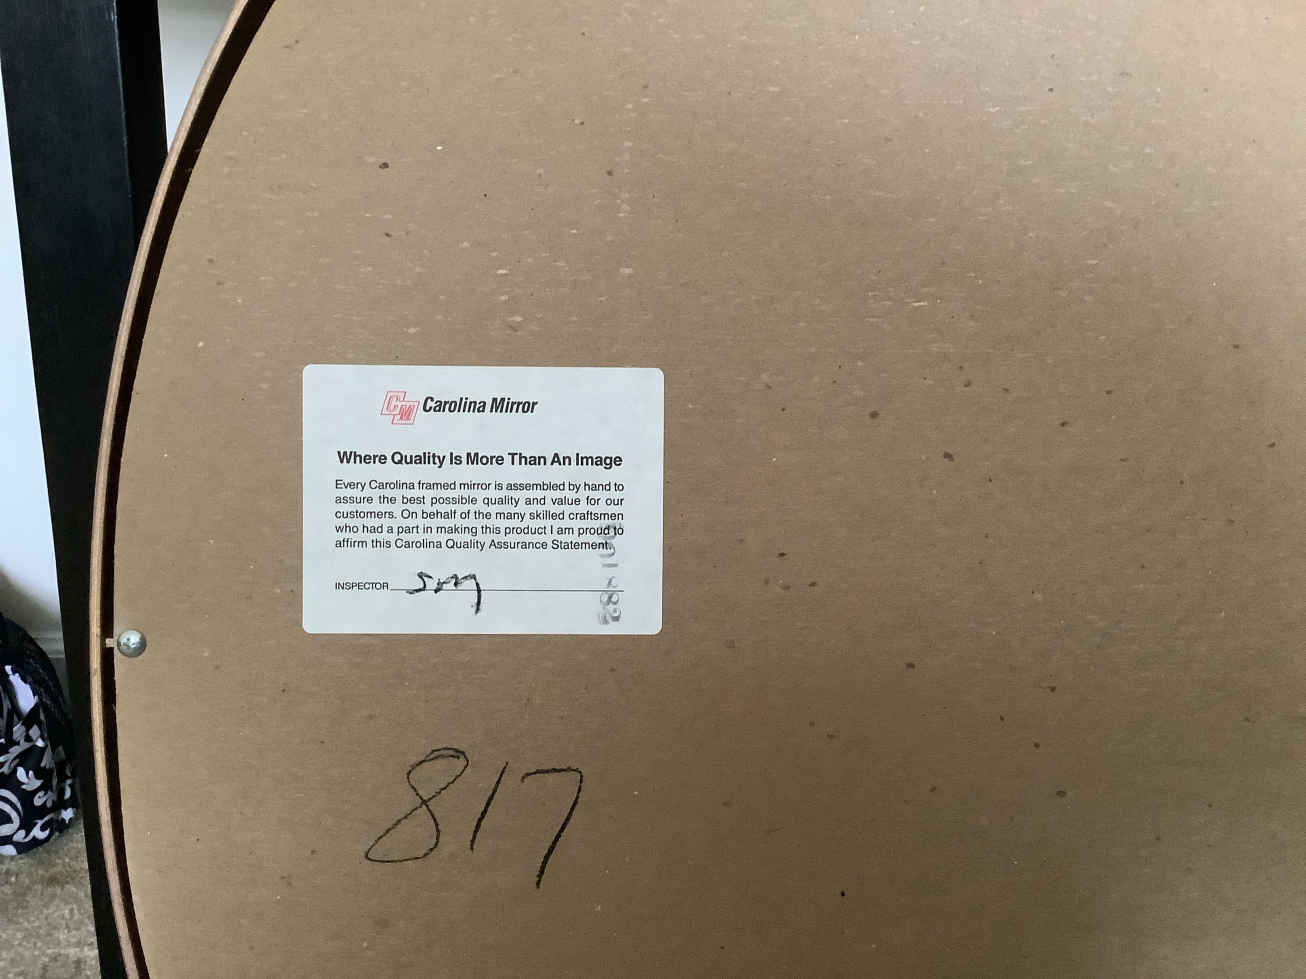 CM Carolina Mirror
Where Quality Is More Than An Image
Every Carolina framed mirror is assembled by hand to
assure the best possible quality and value for our
customers. On behalf of the many skilled craftsmen
who had a part in making this product I am proud to
affirm this Carolina Quality Assurance Statement.
INSPECTOR
817